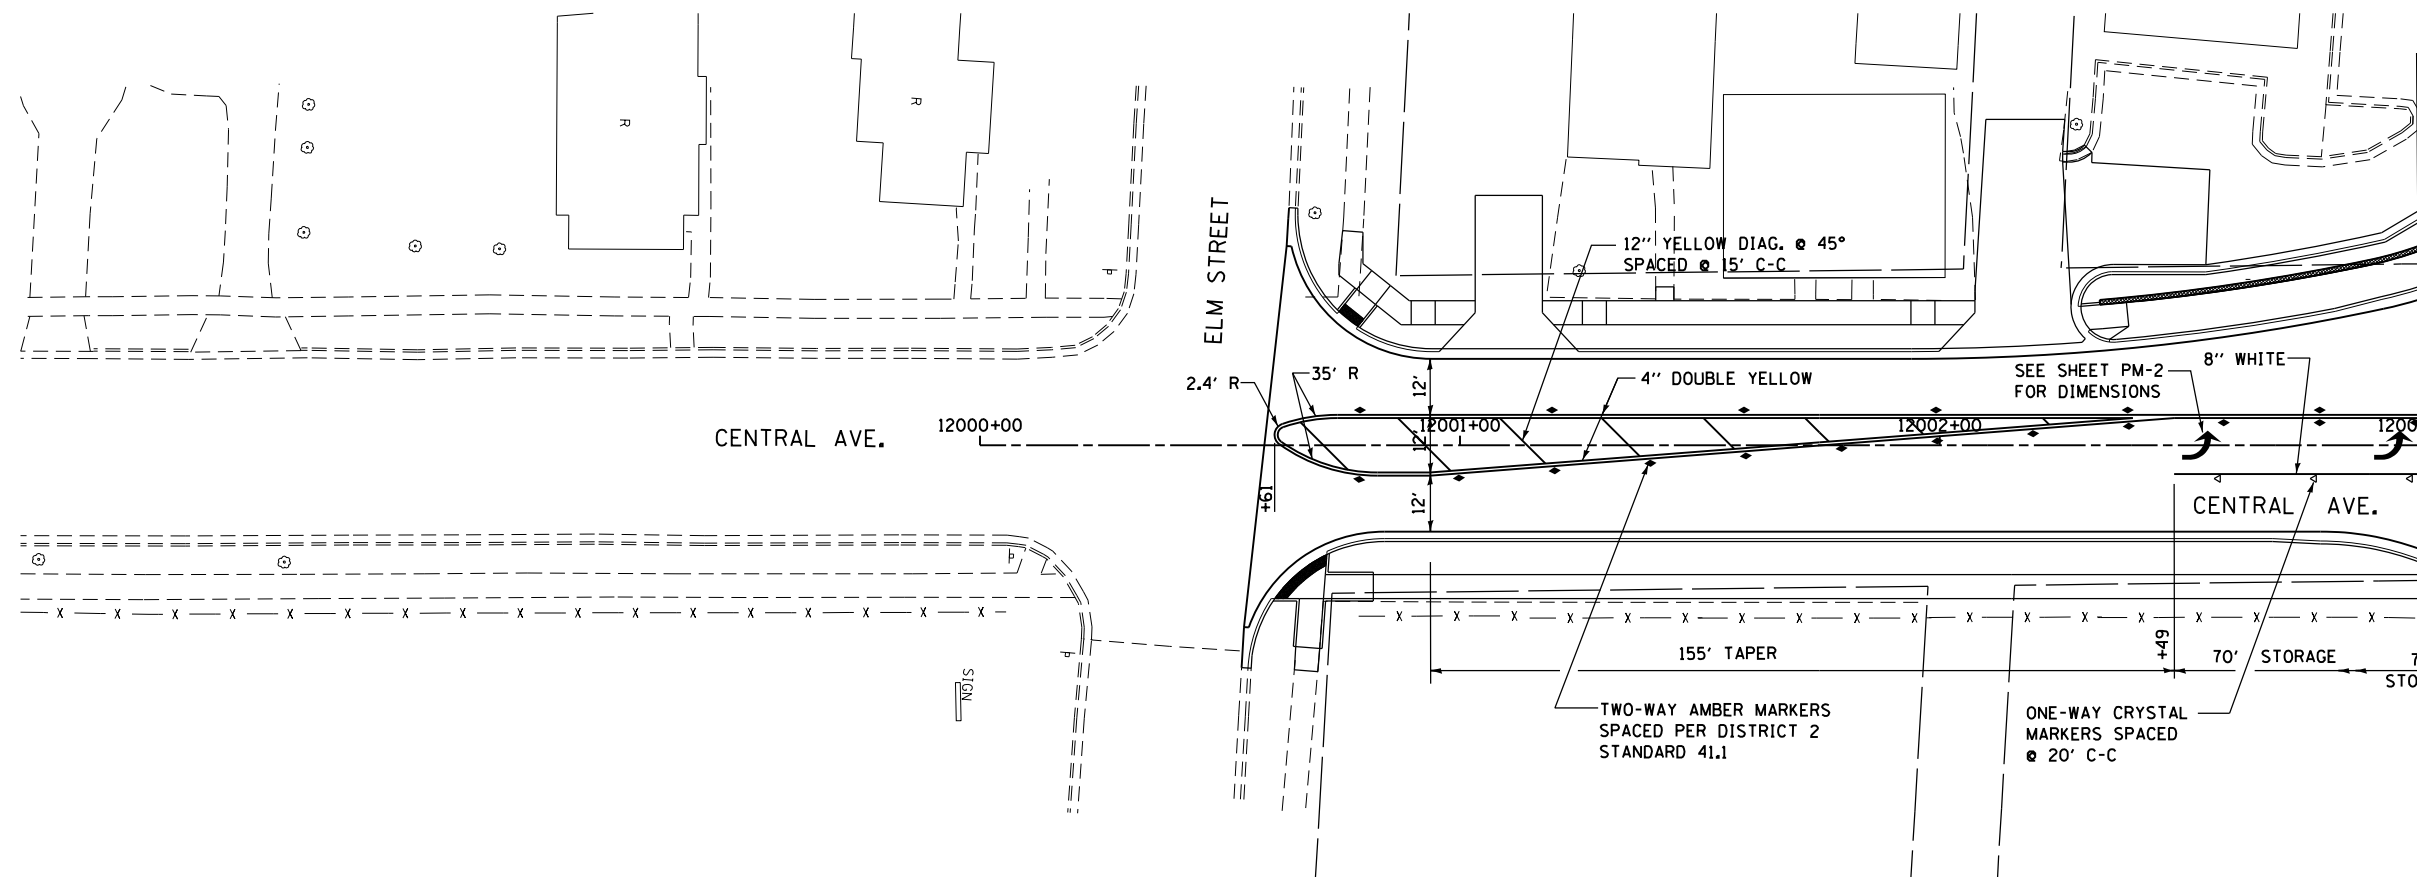 R
R
ELM STREET
12" YELLOW DIAG. @ 45°
SPACED @ 15' C-C
2.4' R
35' R
12'
4" DOUBLE YELLOW
SEE SHEET PM-2
FOR DIMENSIONS
8" WHITE
CENTRAL AVE.
12000+00
12001+00
12'
12002+00
1200
+61
12'
CENTRAL AVE.
P
P
P
X X X X X X X X X X X X X X X X X
X X X X X X X X X X X X X X X X X X
155' TAPER
+49
70' STORAGE
7
STO
SIGN
TWO-WAY AMBER MARKERS
SPACED PER DISTRICT 2
STANDARD 41.1
ONE-WAY CRYSTAL
MARKERS SPACED
@ 20' C-C